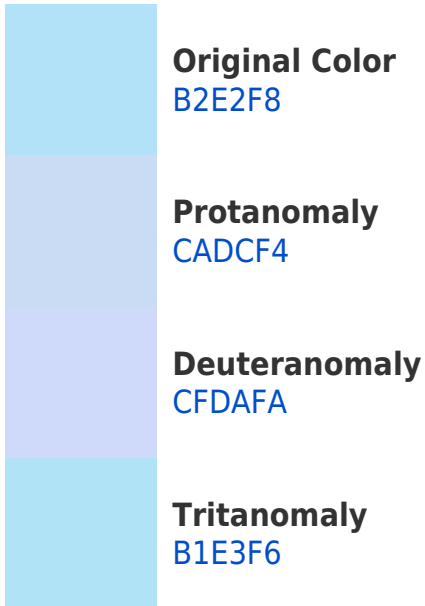 Original Color
B2E2F8
Protanomaly
CADCF4
Deuteranomaly
CFDAFA
Tritanomaly
B1E3F6